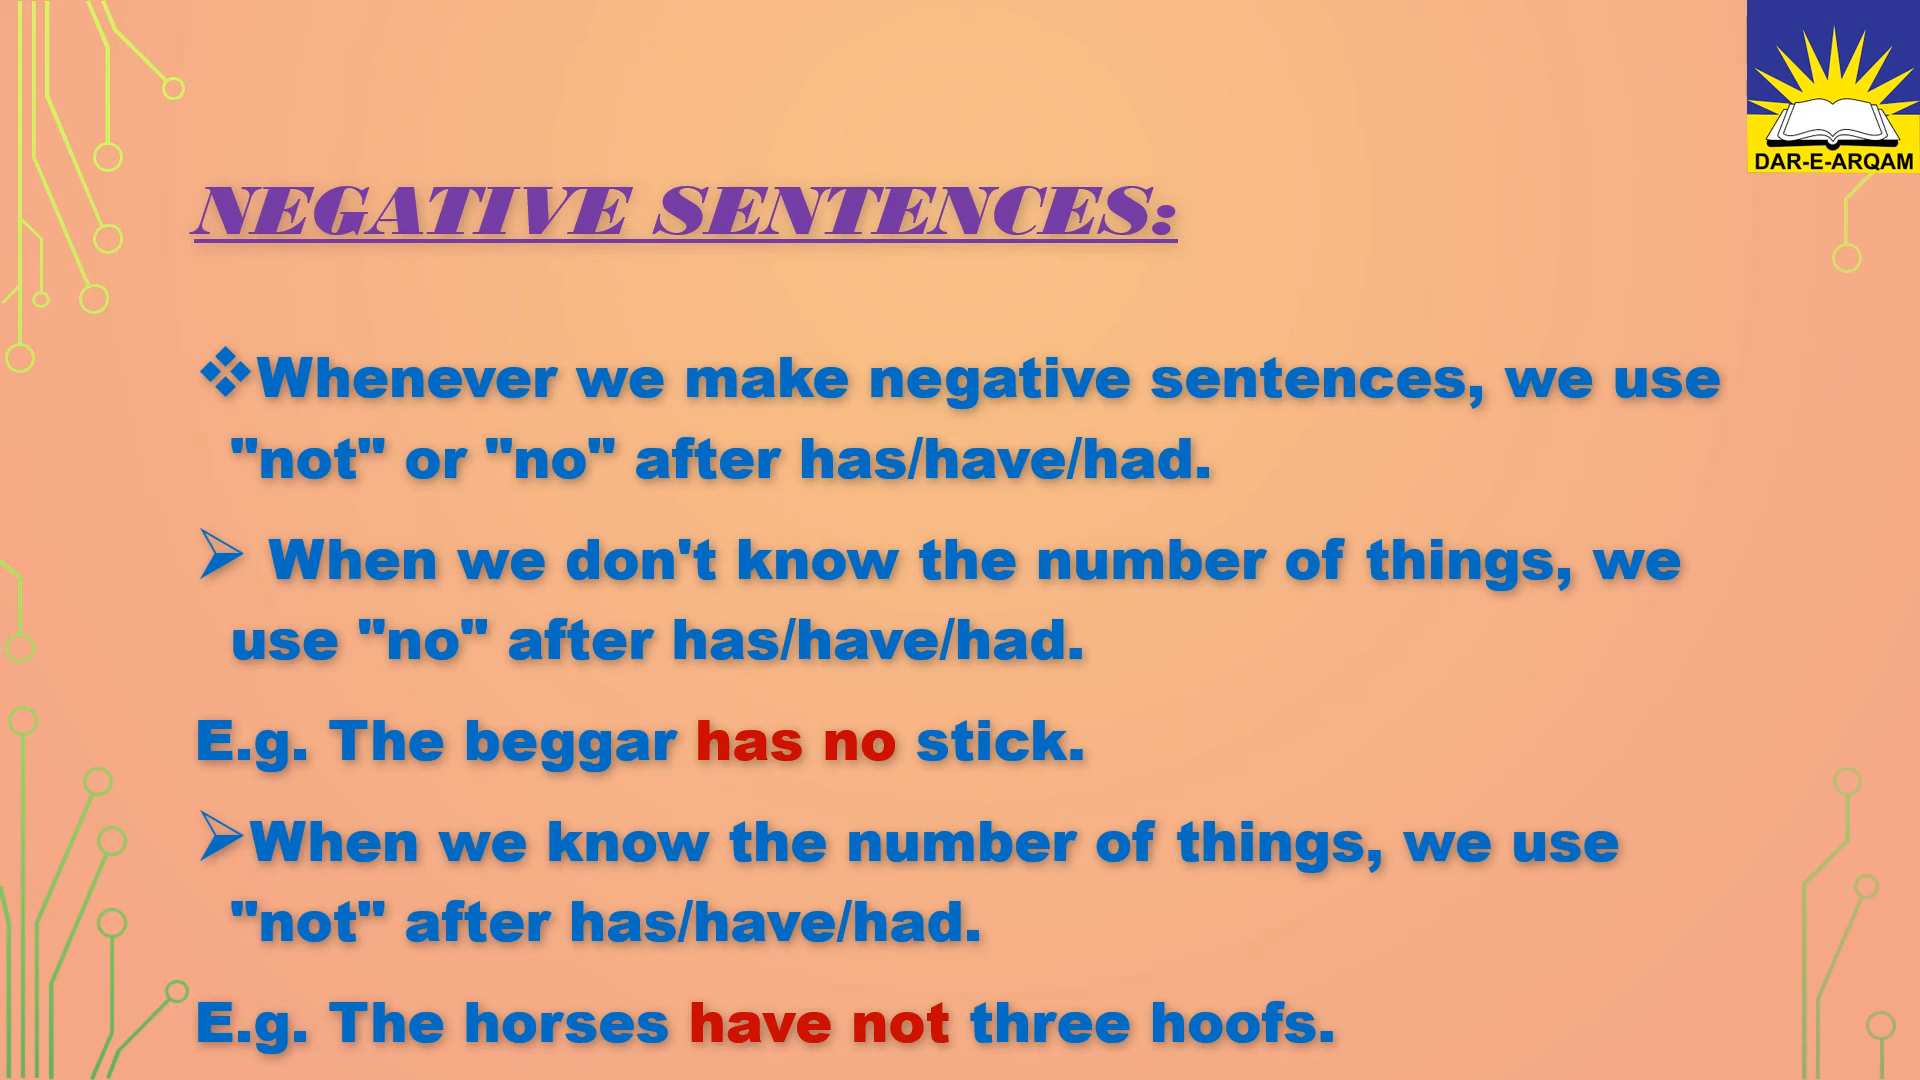 DAR-E-ARQAM
NEGATIVE SENTENCES:
❖Whenever we make negative sentences, we use
"not" or "no" after has/have/had.
➢ When we don't know the number of things, we
use "no" after has/have/had.
E.g. The beggar has no stick.
➢When we know the number of things, we use
"not" after has/have/had.
E.g. The horses have not three hoofs.